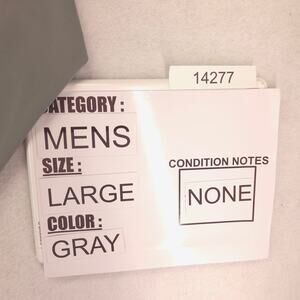 14277
ATEGORY :
MENS
SIZE :
LARGE
COLOR :
GRAY
CONDITION NOTES
NONE